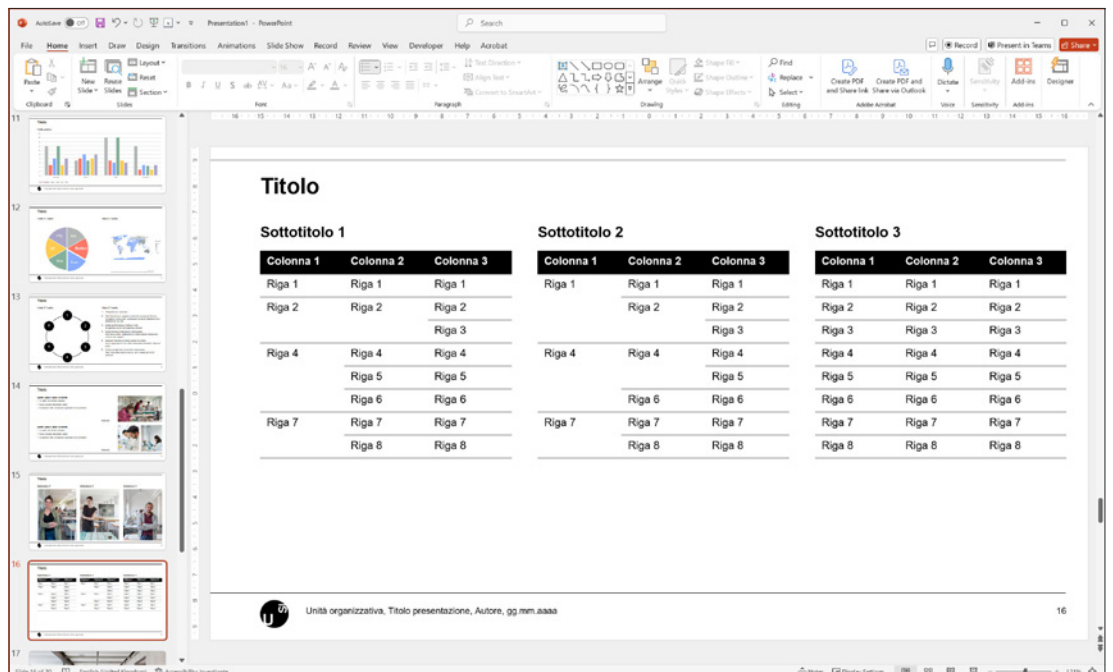 AutoSave Off Presentation1 - PowerPoint Search
File Home Insert Draw Design Transitions Animations Slide Show Record Review View Developer Help Acrobat Record Present in Teams Share
Paste New Slide Reuse Slides Layout Reset Section Text Direction Align Text Convert to SmartArt Arrange Quick Styles Shape Fill Shape Outline Shape Effects Find Replace Select Create PDF and Share link Create PDF and Share via Outlook Dictate Sensitivity Add-ins Designer
Clipboard Slides Font Paragraph Drawing Editing Adobe Acrobat Voice Sensitivity Add-ins
11
12
13
14
15
16
17
Titolo
Sottotitolo 1
Colonna 1 Colonna 2 Colonna 3
Riga 1 Riga 1 Riga 1
Riga 2 Riga 2 Riga 2
Riga 3
Riga 4 Riga 4 Riga 4
Riga 5 Riga 5
Riga 6 Riga 6
Riga 7 Riga 7 Riga 7
Riga 8 Riga 8
Sottotitolo 2
Colonna 1 Colonna 2 Colonna 3
Riga 1 Riga 1 Riga 1
Riga 2 Riga 2
Riga 3
Riga 4 Riga 4 Riga 4
Riga 5
Riga 6 Riga 6
Riga 7 Riga 7 Riga 7
Riga 8 Riga 8
Sottotitolo 3
Colonna 1 Colonna 2 Colonna 3
Riga 1 Riga 1 Riga 1
Riga 2 Riga 2 Riga 2
Riga 3 Riga 3 Riga 3
Riga 4 Riga 4 Riga 4
Riga 5 Riga 5 Riga 5
Riga 6 Riga 6 Riga 6
Riga 7 Riga 7 Riga 7
Riga 8 Riga 8 Riga 8
Unità organizzativa, Titolo presentazione, Autore, gg.mm.aaaa 16